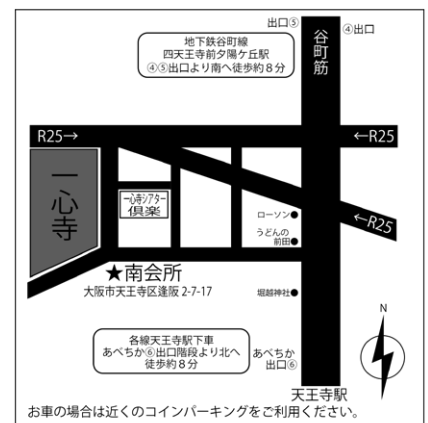 出口⑤
④出口
地下鉄谷町線
四天王寺前夕陽ケ丘駅
④⑤出口より南へ徒歩約8分
谷町筋
R25→
←R25
一心寺
一心寺シアター
倶楽
←R25
ローソン●
うどんの
前田●
★南会所
大阪市天王寺区逢阪 2-7-17
堀越神社●
N
各線天王寺駅下車
あべちか⑥出口階段より北へ
徒歩約8分
あべちか
出口⑥
天王寺駅
お車の場合は近くのコインパーキングをご利用ください。